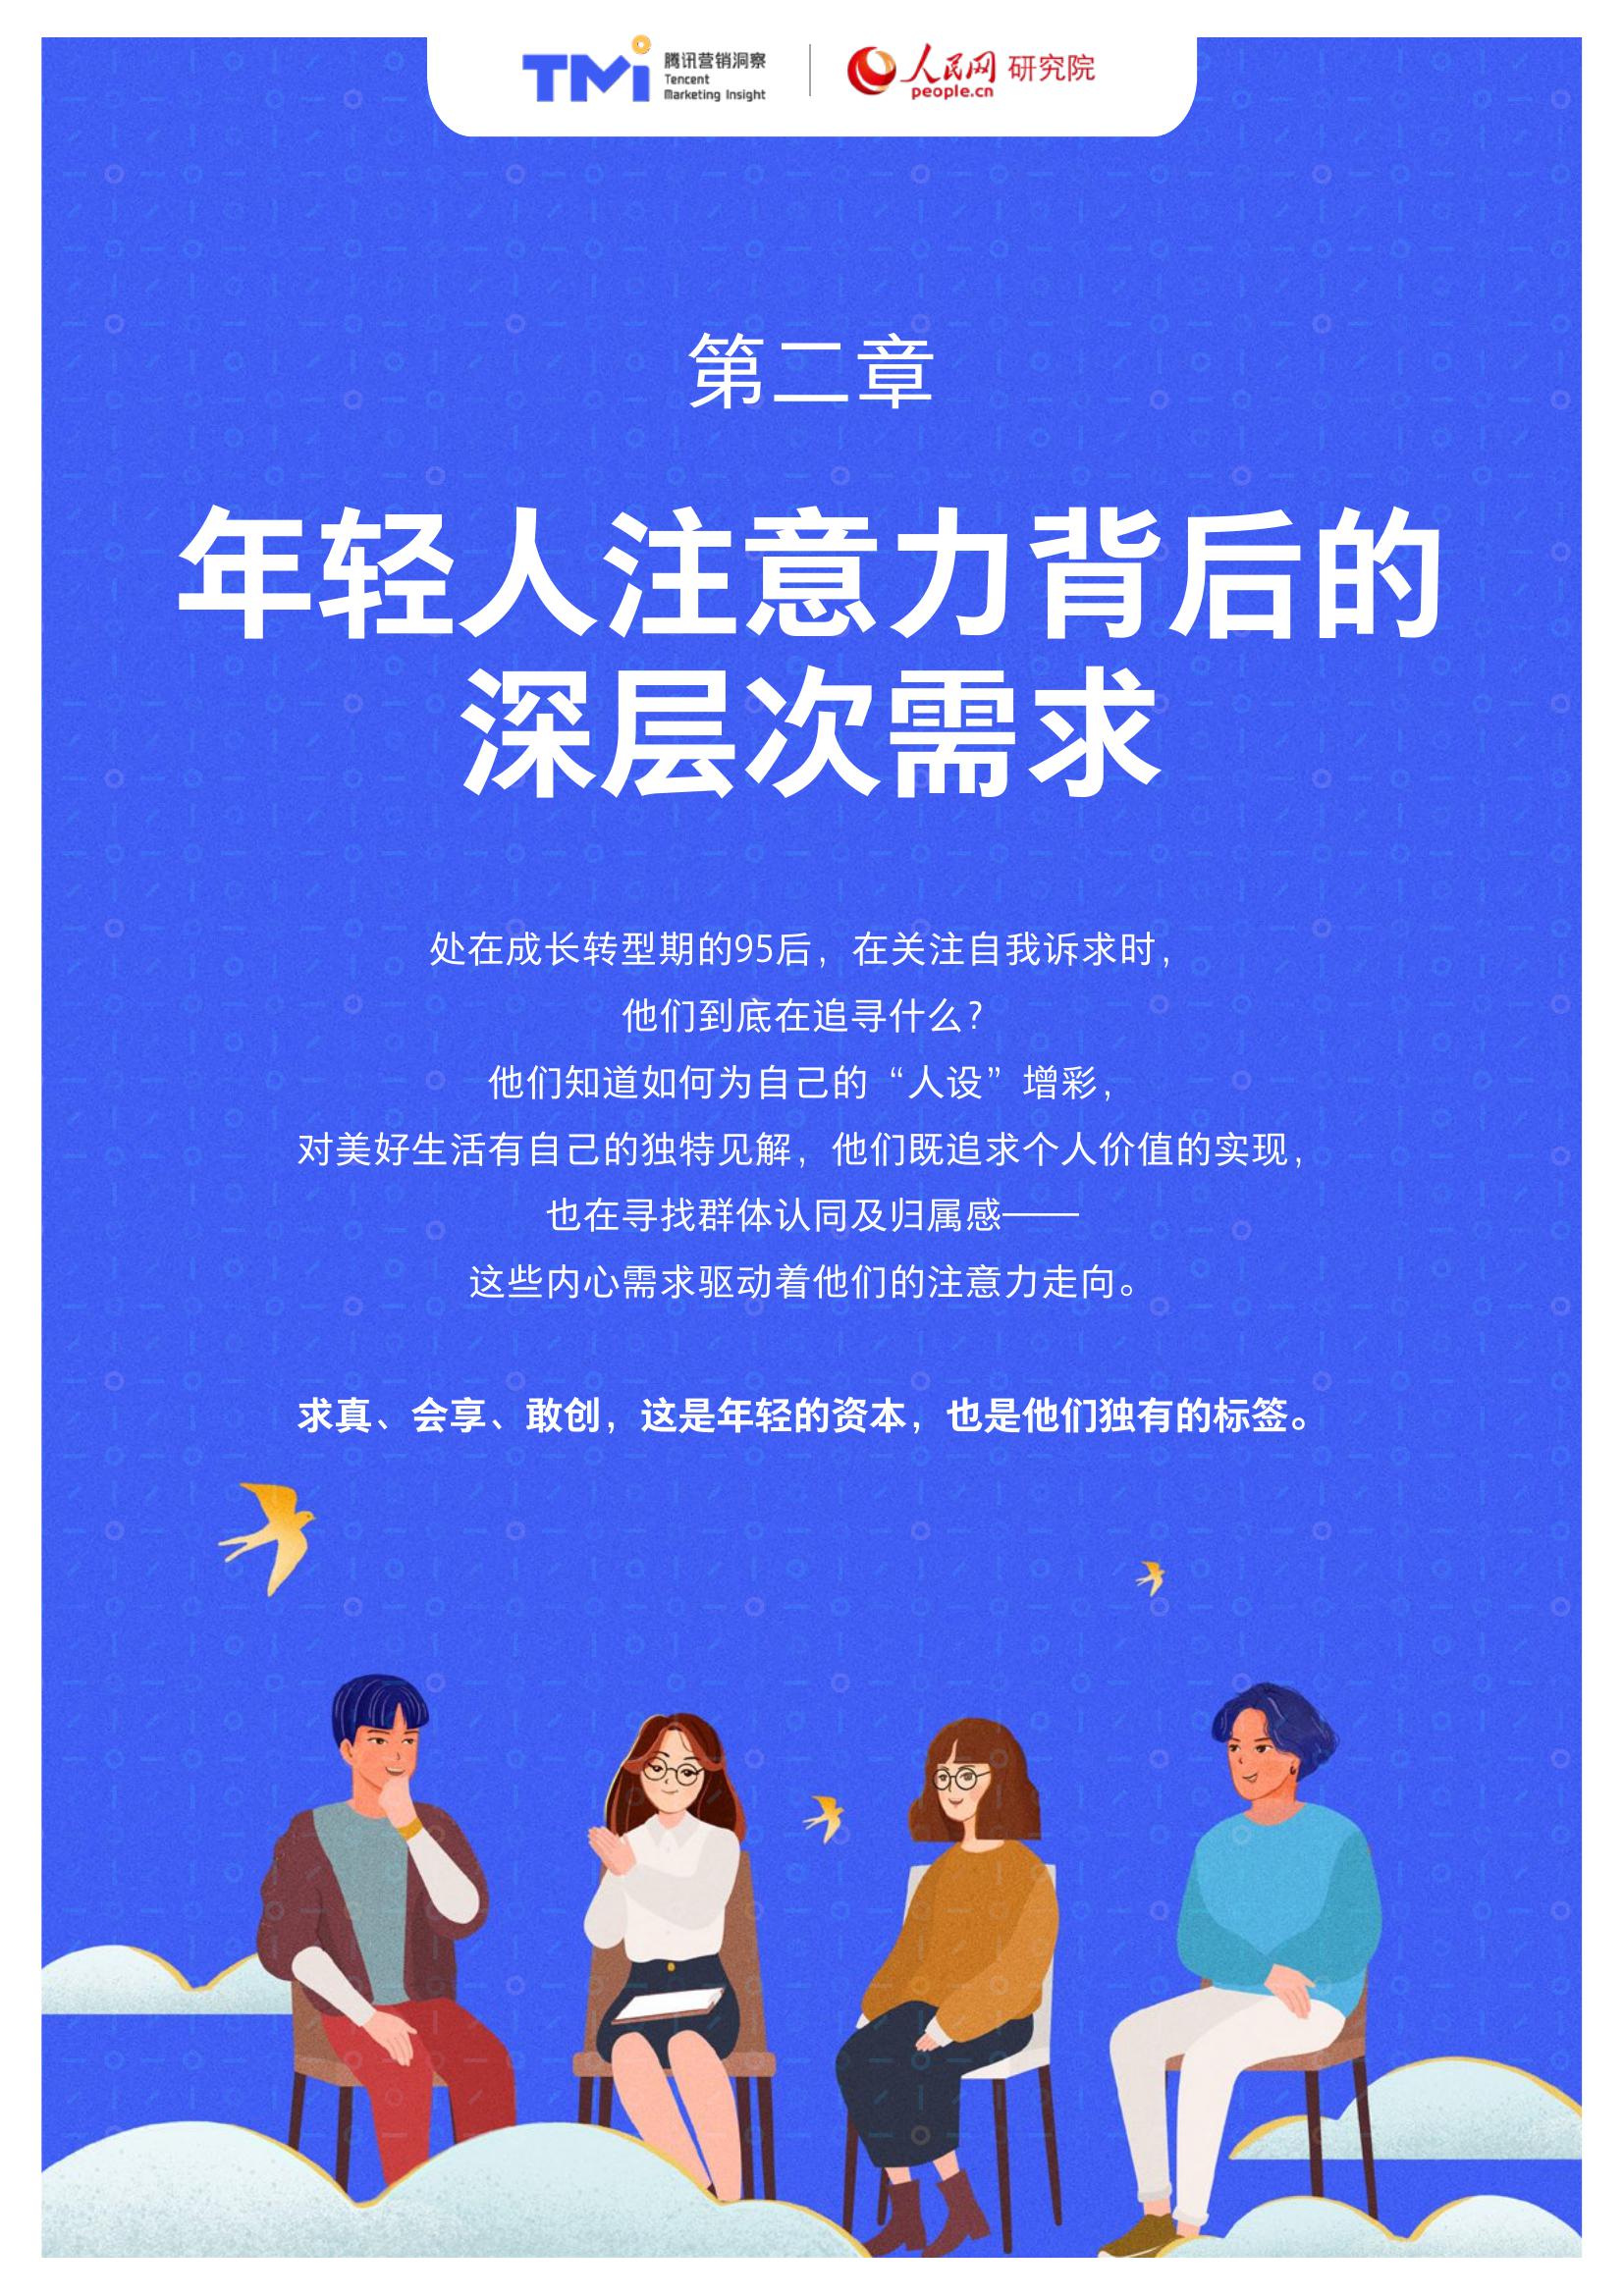 TMi
腾讯营销洞察
Tencent
Marketing Insight
人民网
people.cn
研究院
第二章
年轻人注意力背后的
深层次需求
处在成长转型期的95后，在关注自我诉求时，
他们到底在追寻什么？
他们知道如何为自己的“人设”增彩，
对美好生活有自己的独特见解，他们既追求个人价值的实现，
也在寻找群体认同及归属感——
这些内心需求驱动着他们的注意力走向。
求真、会享、敢创，这是年轻的资本，也是他们独有的标签。